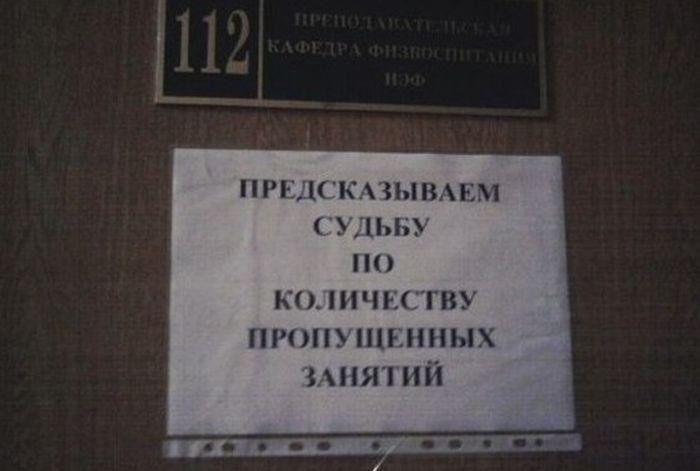 112
ПРЕПОДАВАТЕЛЬСКАЯ
КАФЕДРА ФИЗВОСПИТАНИЯ
ИЭФ
ПРЕДСКАЗЫВАЕМ
СУДЬБУ
ПО
КОЛИЧЕСТВУ
ПРОПУЩЕННЫХ
ЗАНЯТИЙ